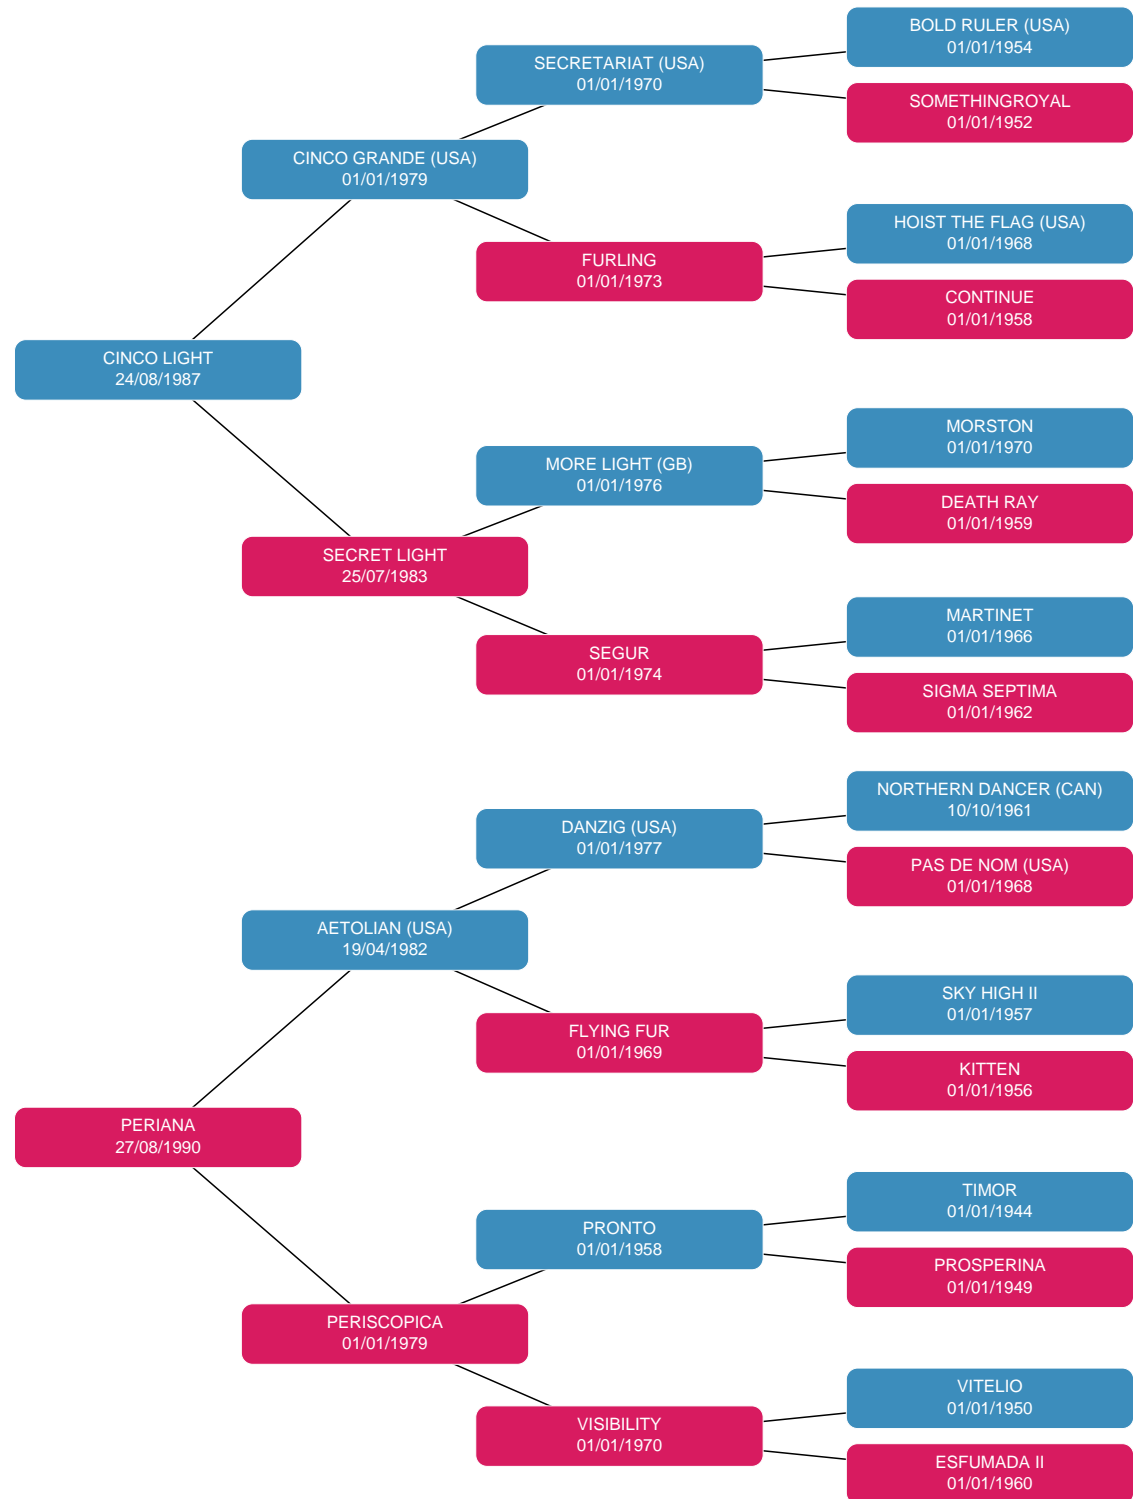 BOLD RULER (USA)
01/01/1954
SECRETARIAT (USA)
01/01/1970
SOMETHINGROYAL
01/01/1952
CINCO GRANDE (USA)
01/01/1979
HOIST THE FLAG (USA)
01/01/1968
FURLING
01/01/1973
CONTINUE
01/01/1958
CINCO LIGHT
24/08/1987
MORSTON
01/01/1970
MORE LIGHT (GB)
01/01/1976
DEATH RAY
01/01/1959
SECRET LIGHT
25/07/1983
MARTINET
01/01/1966
SEGUR
01/01/1974
SIGMA SEPTIMA
01/01/1962
NORTHERN DANCER (CAN)
10/10/1961
DANZIG (USA)
01/01/1977
PAS DE NOM (USA)
01/01/1968
AETOLIAN (USA)
19/04/1982
SKY HIGH II
01/01/1957
FLYING FUR
01/01/1969
KITTEN
01/01/1956
PERIANA
27/08/1990
TIMOR
01/01/1944
PRONTO
01/01/1958
PROSPERINA
01/01/1949
PERISCOPICA
01/01/1979
VITELIO
01/01/1950
VISIBILITY
01/01/1970
ESFUMADA II
01/01/1960